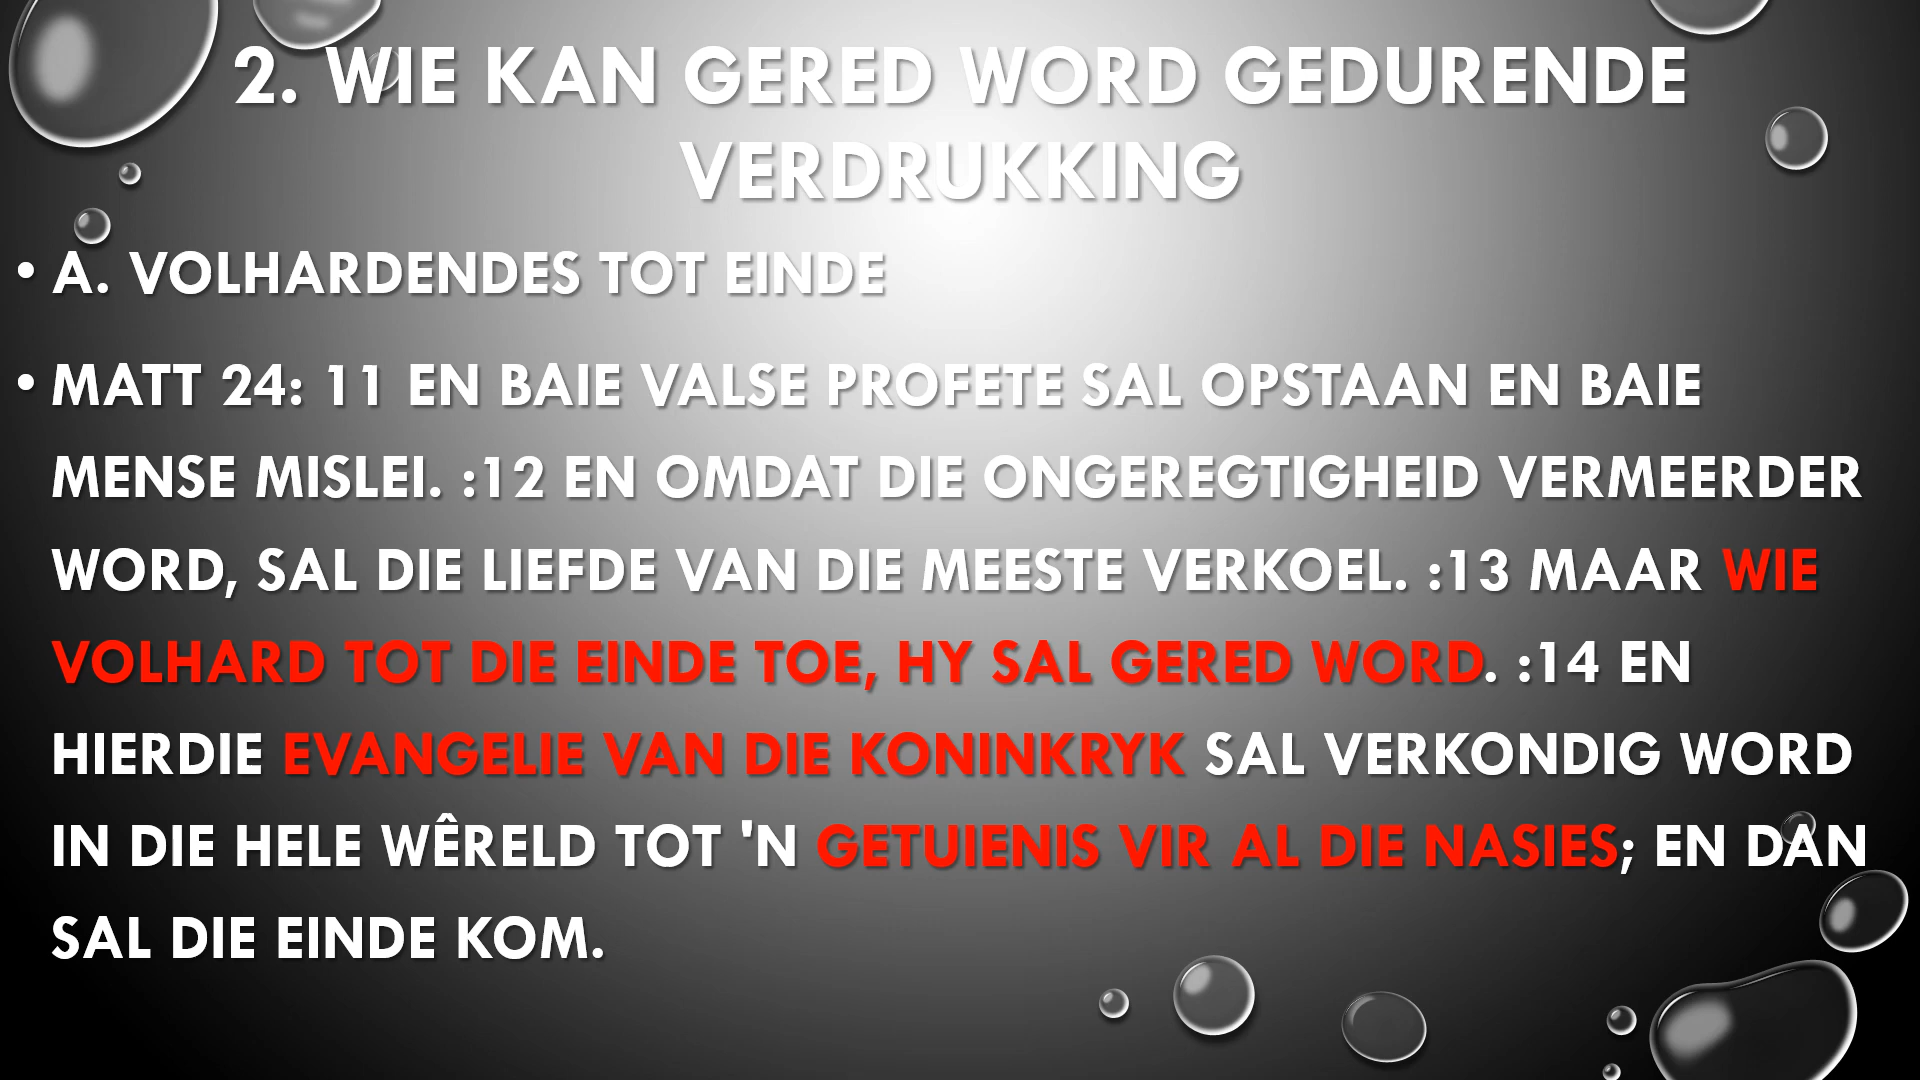 2. WIE KAN GERED WORD GEDURENDE
VERDRUKKING
• A. VOLHARDENDES TOT EINDE
• MATT 24: 11 EN BAIE VALSE PROFETE SAL OPSTAAN EN BAIE
MENSE MISLEI. :12 EN OMDAT DIE ONGEREGTIGHEID VERMEERDER
WORD, SAL DIE LIEFDE VAN DIE MEESTE VERKOEL. :13 MAAR WIE
VOLHARD TOT DIE EINDE TOE, HY SAL GERED WORD. :14 EN
HIERDIE EVANGELIE VAN DIE KONINKRYK SAL VERKONDIG WORD
IN DIE HELE WÊRELD TOT 'N GETUIENIS VIR AL DIE NASIES; EN DAN
SAL DIE EINDE KOM.